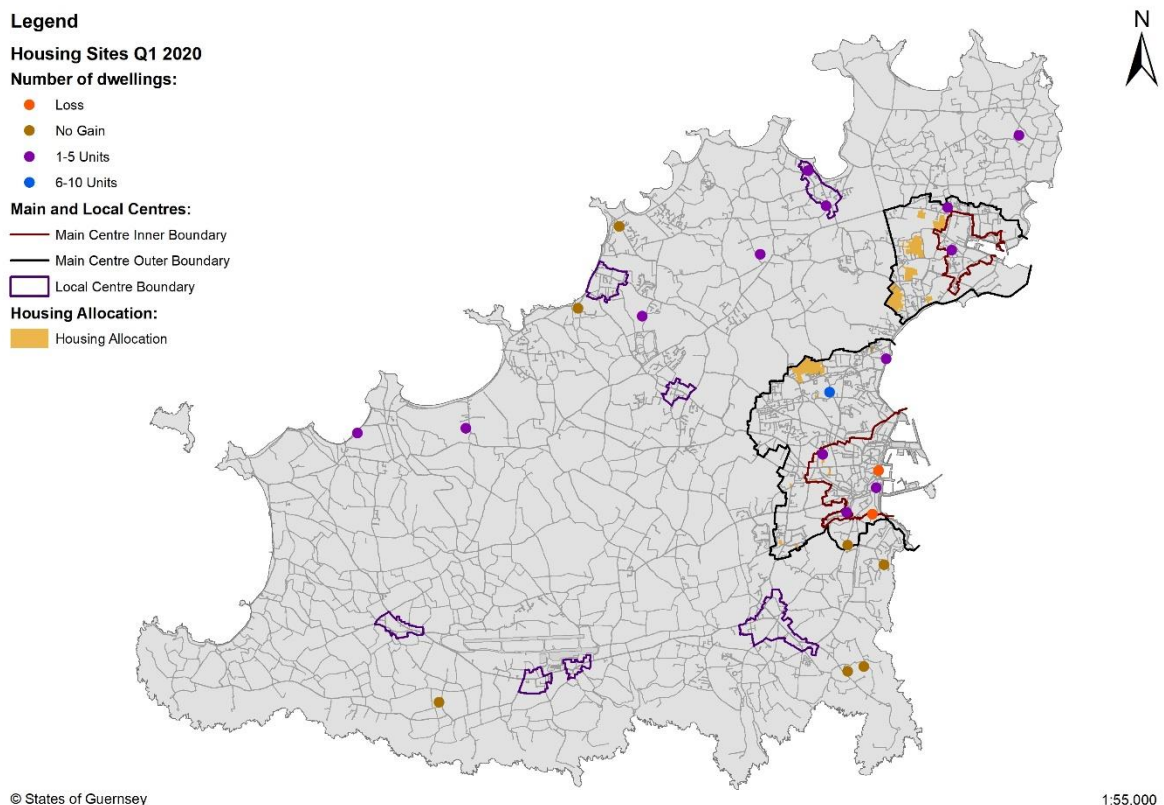 Legend
Housing Sites Q1 2020
Number of dwellings:
Loss
No Gain
1-5 Units
6-10 Units
Main and Local Centres:
Main Centre Inner Boundary
Main Centre Outer Boundary
Local Centre Boundary
Housing Allocation:
Housing Allocation
N
© States of Guernsey
1:55,000